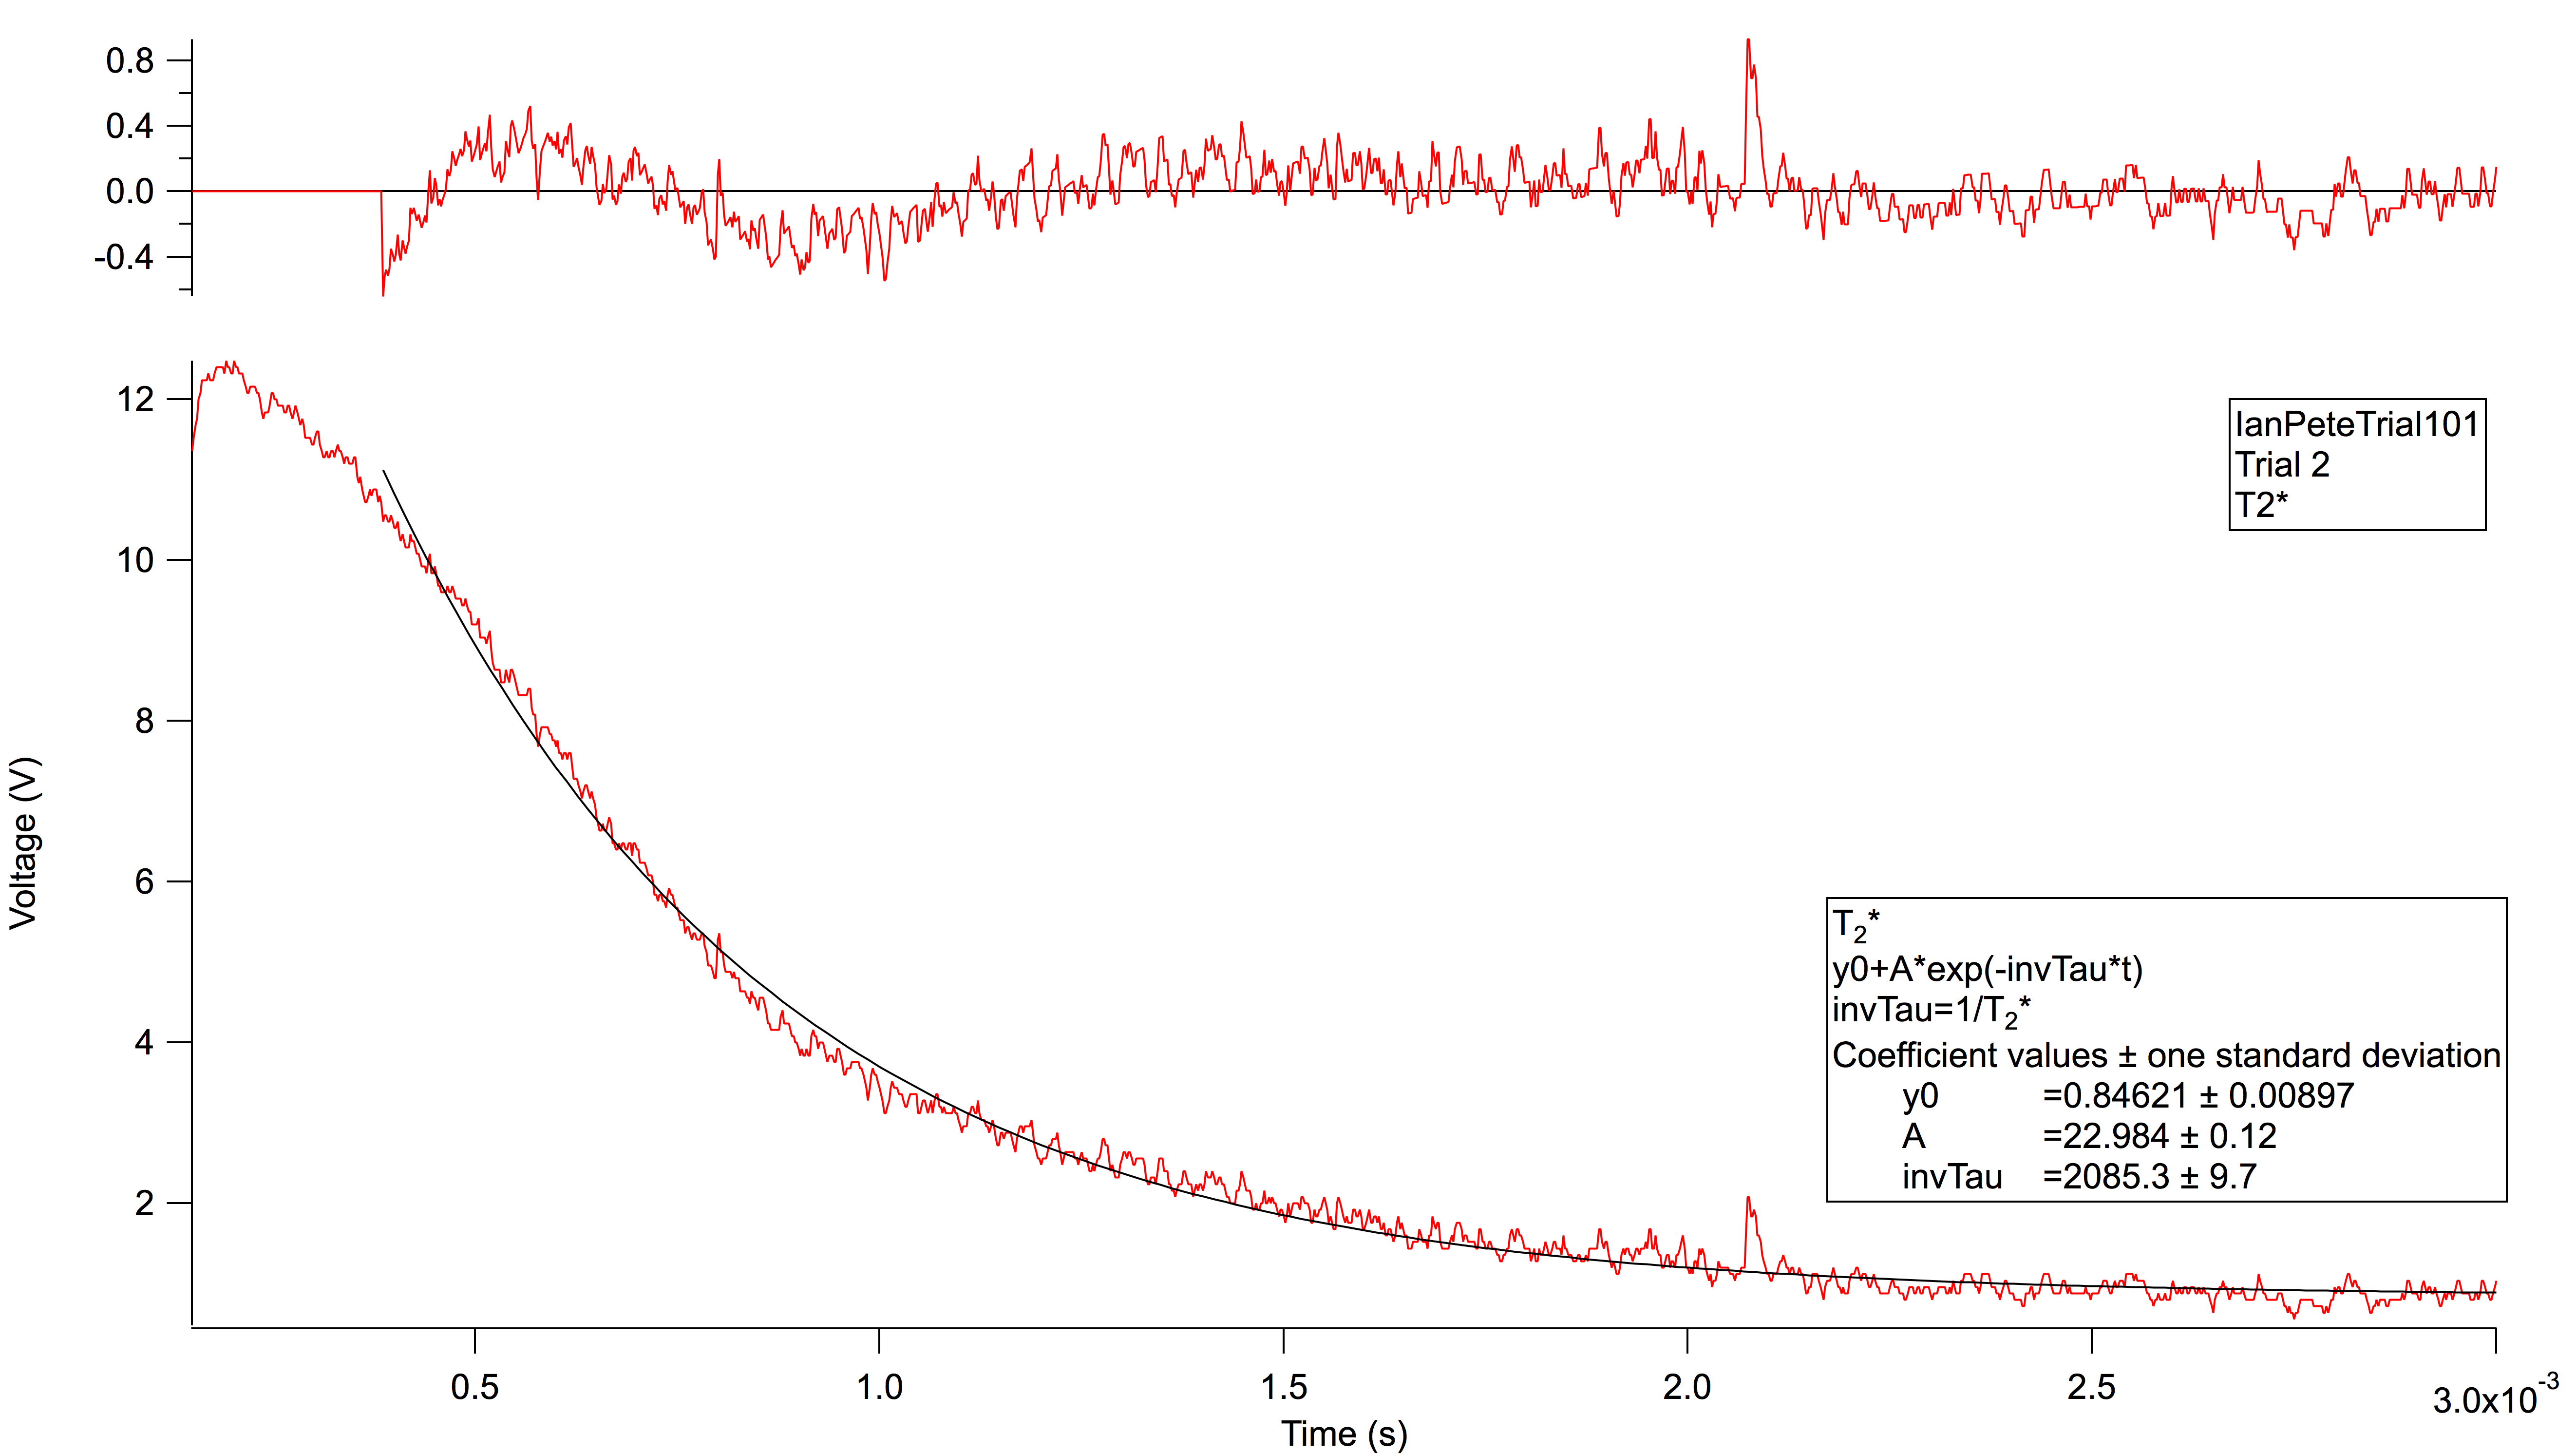 0.8
0.4
0.0
-0.4
12
10
8
6
4
2
Voltage (V)
IanPeteTrial101
Trial 2
T2*
T₂*
y0+A*exp(-invTau*t)
invTau=1/T₂*
Coefficient values ± one standard deviation
y0 =0.84621 ± 0.00897
A =22.984 ± 0.12
invTau =2085.3 ± 9.7
0.5 1.0 1.5 2.0 2.5 3.0x10⁻³
Time (s)